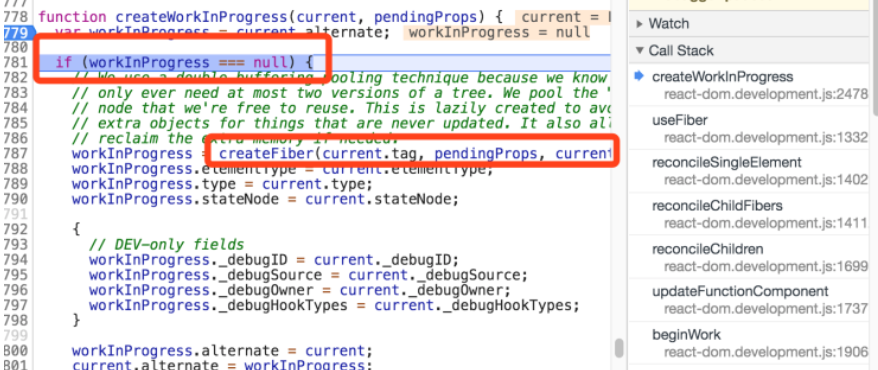 777
778 function createWorkInProgress(current, pendingProps) { current =
779 var workInProgress = current.alternate; workInProgress = null
780
781 if (workInProgress === null) {
782 // We use a double buffering pooling technique because we know
783 // only ever need at most two versions of a tree. We pool the "
784 // node that we're free to reuse. This is lazily created to avo
785 // extra objects for things that are never updated. It also all
786 // reclaim the extra memory if needed.
787 workInProgress = createFiber(current.tag, pendingProps, current
788 workInProgress.elementType = current.elementType;
789 workInProgress.type = current.type;
790 workInProgress.stateNode = current.stateNode;
791
792 {
793 // DEV-only fields
794 workInProgress._debugID = current._debugID;
795 workInProgress._debugSource = current._debugSource;
796 workInProgress._debugOwner = current._debugOwner;
797 workInProgress._debugHookTypes = current._debugHookTypes;
798 }
799
800 workInProgress.alternate = current;
801 current.alternate = workInProgress;
Watch
Call Stack
createWorkInProgress
react-dom.development.js:2478
useFiber
react-dom.development.js:1332
reconcileSingleElement
react-dom.development.js:1402
reconcileChildFibers
react-dom.development.js:1411
reconcileChildren
react-dom.development.js:1699
updateFunctionComponent
react-dom.development.js:1737
beginWork
react-dom.development.js:1906